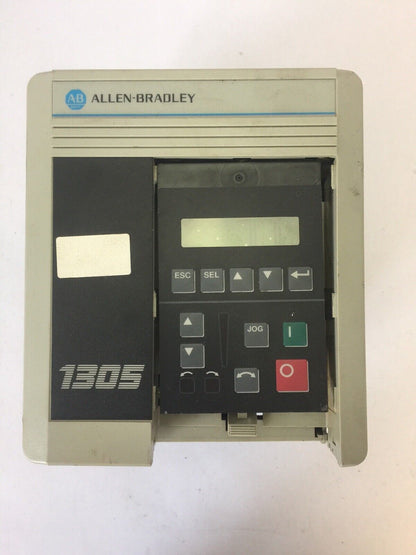 AB ALLEN-BRADLEY
ESC SEL
JOG I
1305
O